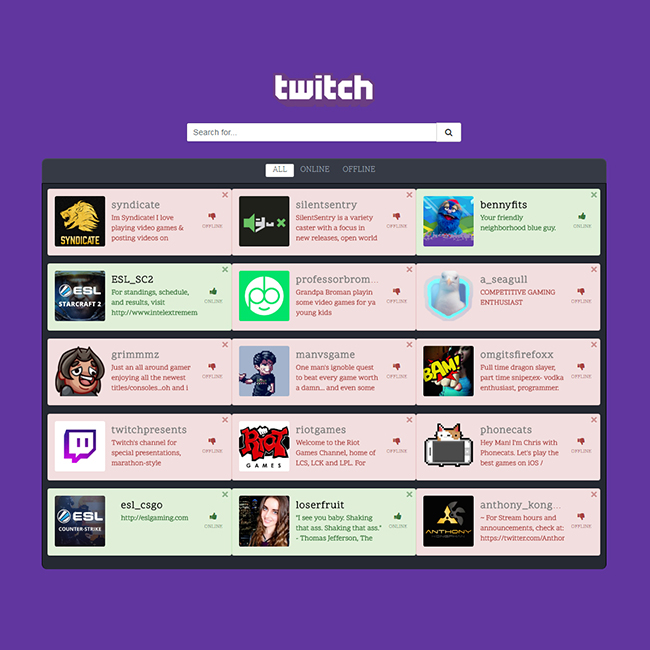 twitch
Search for...
ALL ONLINE OFFLINE
SYNDICATE
syndicate
Im Syndicate! I love
playing video games &
posting videos on
OFFLINE
silentsentry
SilentSentry is a variety
caster with a focus in
new releases, open world
OFFLINE
bennyfits
Your friendly
neighborhood blue guy.
ONLINE
ESL
STARCRAFT 2
ESL_SC2
For standings, schedule,
and results, visit
http://www.intelextremem
ONLINE
professorbrom...
Grandpa Broman playin
some video games for ya
young kids
OFFLINE
a_seagull
COMPETITIVE GAMING
ENTHUSIAST
OFFLINE
grimmmz
Just an all around gamer
enjoying all the newest
titles/consoles...oh and i
OFFLINE
manvsgame
One man's ignoble quest
to beat every game worth
a damn... and even some
OFFLINE
BAM!
omgitsfirefoxx
Full time dragon slayer,
part time sniper,ex- vodka
enthusiast, programmer.
OFFLINE
twitchpresents
Twitch's channel for
special presentations,
marathon-style
OFFLINE
RIOT
GAMES
riotgames
Welcome to the Riot
Games Channel, home of
LCS, LCK and LPL. For
OFFLINE
phonecats
Hey Man! I'm Chris with
Phonecats. Let's play the
best games on iOS /
OFFLINE
ESL
COUNTER-STRIKE
esl_csgo
http://eslgaming.com
ONLINE
loserfruit
"I see you baby. Shaking
that ass. Shaking that ass."
- Thomas Jefferson, The
ONLINE
ANTHONY
anthony_kong...
~ For Stream hours and
announcements, check at:
https://twitter.com/Anthor
OFFLINE